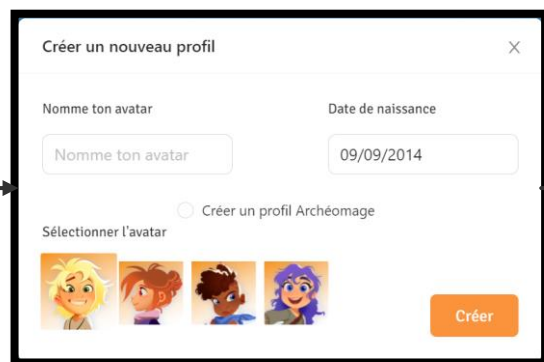 Créer un nouveau profil
Nomme ton avatar
Date de naissance
Nomme ton avatar
09/09/2014
Créer un profil Archéomage
Sélectionner l'avatar
Créer